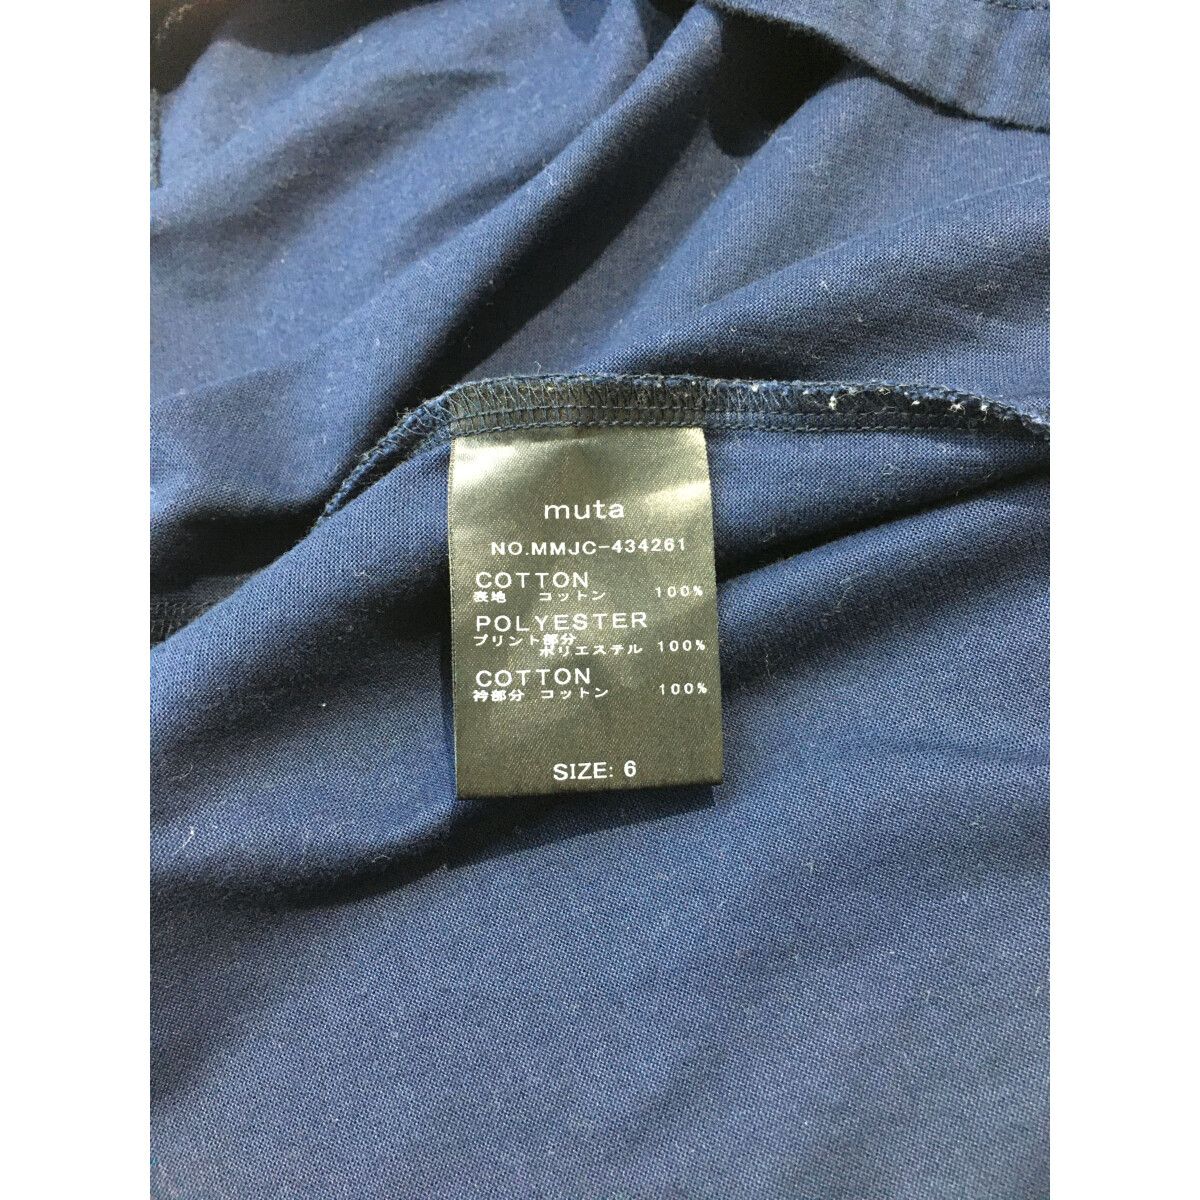 muta
NO.MMJC-434261
COTTON
表地 コットン 100%
POLYESTER
プリント部分
ポリエステル 100%
COTTON
衿部分 コットン 100%
SIZE: 6